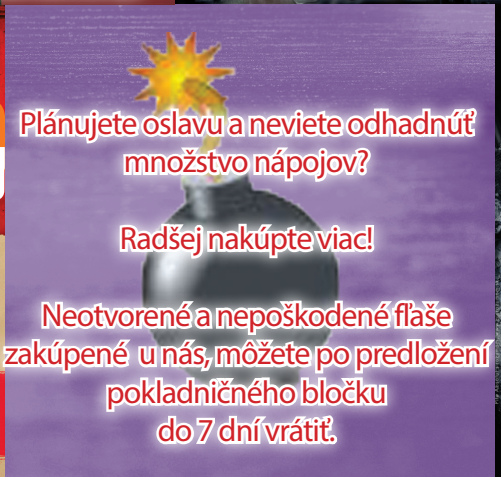 Plánujete oslavu a neviete odhadnúť
množstvo nápojov?
Radšej nakúpte viac!
Neotvorené a nepoškodené fľaše
zakúpené u nás, môžete po predložení
pokladničného bločku
do 7 dní vrátiť.